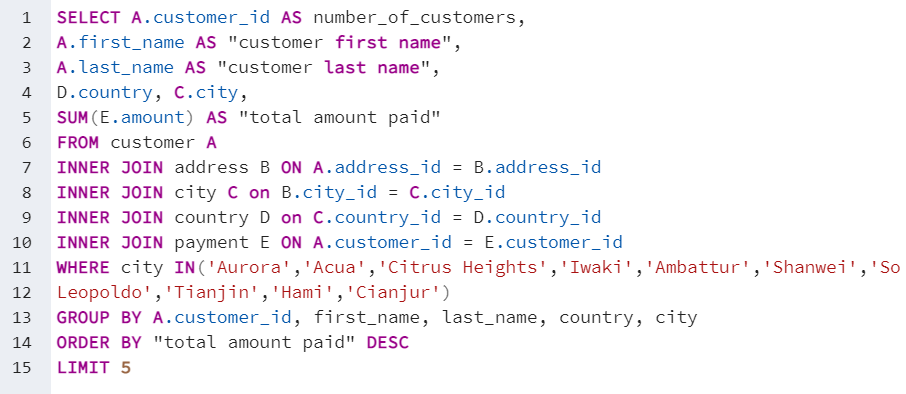 1 SELECT A.customer_id AS number_of_customers,
2 A.first_name AS "customer first name",
3 A.last_name AS "customer last name",
4 D.country, C.city,
5 SUM(E.amount) AS "total amount paid"
6 FROM customer A
7 INNER JOIN address B ON A.address_id = B.address_id
8 INNER JOIN city C on B.city_id = C.city_id
9 INNER JOIN country D on C.country_id = D.country_id
10 INNER JOIN payment E ON A.customer_id = E.customer_id
11 WHERE city IN('Aurora','Acua','Citrus Heights','Iwaki','Ambattur','Shanwei','So
12 Leopoldo','Tianjin','Hami','Cianjur')
13 GROUP BY A.customer_id, first_name, last_name, country, city
14 ORDER BY "total amount paid" DESC
15 LIMIT 5